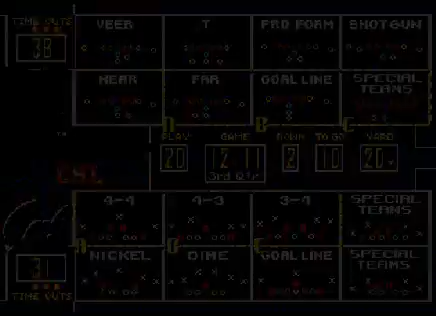 TIME OUTS
VEER T PRO FORM SHOTGUN
38
NEAR FAR GOAL LINE SPECIAL TEAMS
A B C
PLAY GAME DOWN TO GO YARD
20 12 11 2 10 20
3rd Qtr
4-4 4-3 3-4 SPECIAL TEAMS
A B C
31
NICKEL DIME GOAL LINE SPECIAL TEAMS
TIME OUTS